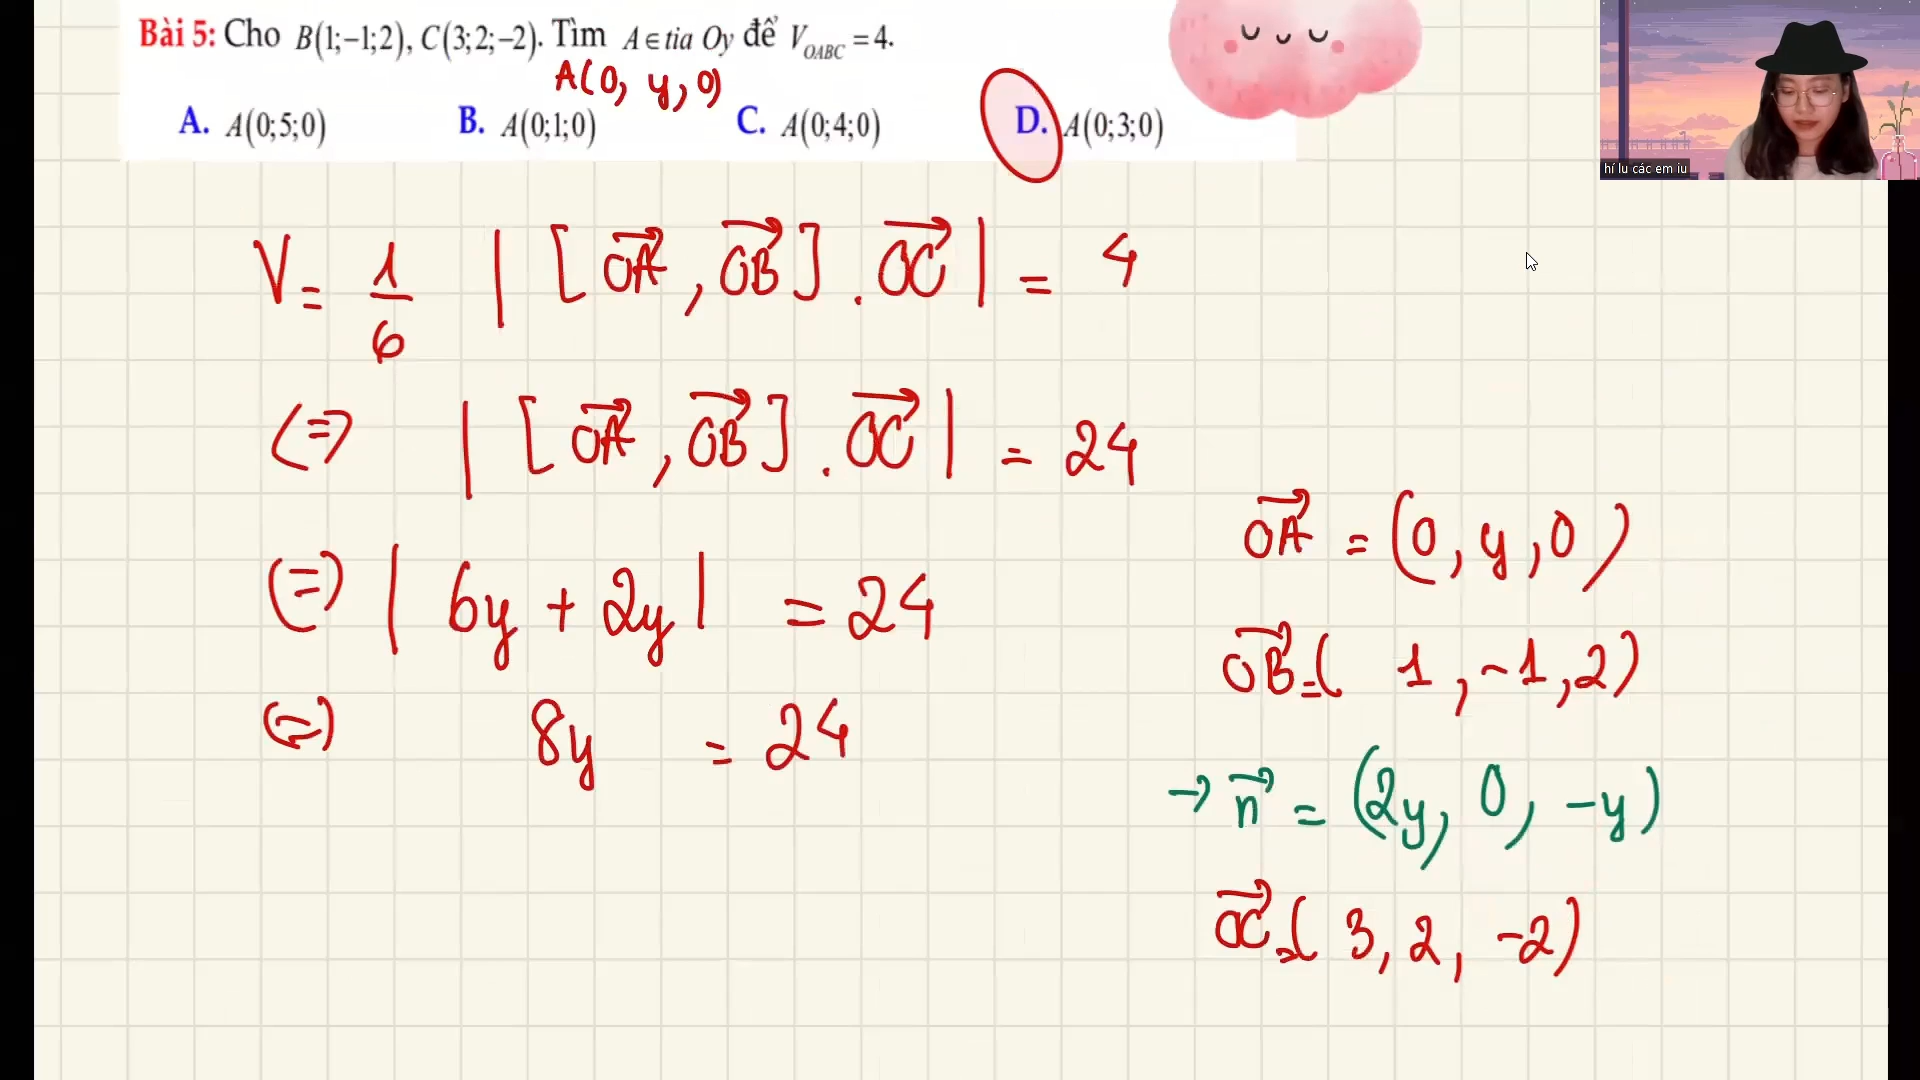 Bài 5: Cho B(1;−1;2), C(3;2;−2). Tìm A∈tia Oy để V_OABC = 4.
A(0, y, 0)
A. A(0;5;0) B. A(0;1;0) C. A(0;4;0) D. A(0;3;0)
hí lu các em iu
V = 1/6 |[OA→, OB→] . OC→| = 4
(=) |[OA→, OB→] . OC→| = 24
(=) |6y + 2y| = 24
(=) 8y = 24
OA→ = (0, y, 0)
OB→ = (1, -1, 2)
→ n→ = (2y, 0, -y)
OC→ = (3, 2, -2)